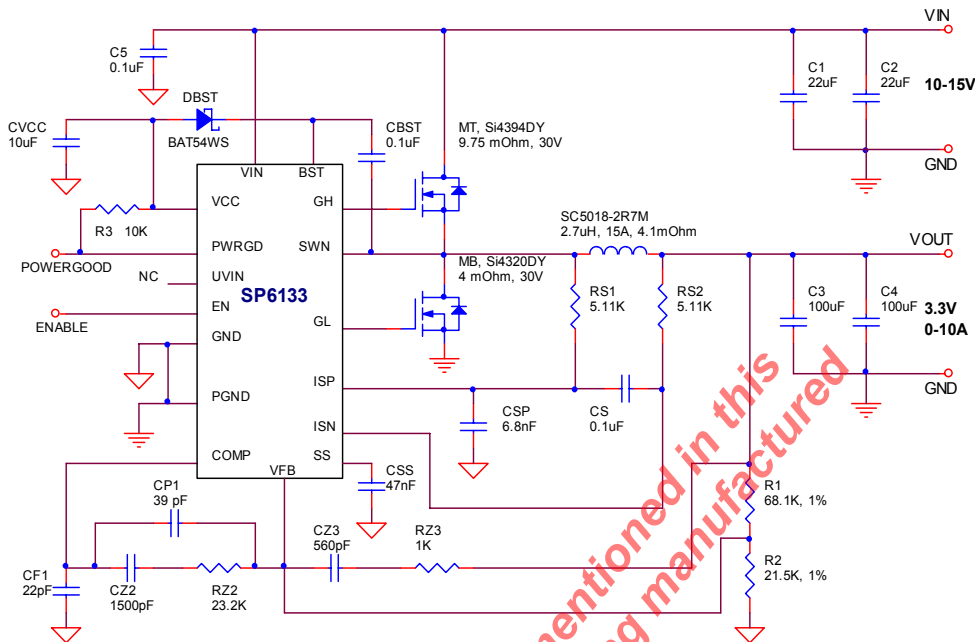 VIN
C5
0.1uF
C1
22uF
C2
22uF
10-15V
DBST
BAT54WS
CVCC
10uF
CBST
0.1uF
MT, Si4394DY
9.75 mOhm, 30V
GND
VIN
BST
VCC
GH
R3 10K
SC5018-2R7M
2.7uH, 15A, 4.1mOhm
PWRGD
SWN
VOUT
POWERGOOD
MB, Si4320DY
4 mOhm, 30V
NC
UVIN
SP6133
RS1
5.11K
RS2
5.11K
C3
100uF
C4
100uF
3.3V
0-10A
EN
ENABLE
GL
GND
ISP
GND
PGND
CSP
6.8nF
CS
0.1uF
ISN
COMP
VFB
SS
CSS
47nF
CP1
39 pF
R1
68.1K, 1%
CZ3
560pF
RZ3
1K
CF1
22pF
CZ2
1500pF
RZ2
23.2K
R2
21.5K, 1%
mentioned in this
ng manufactured